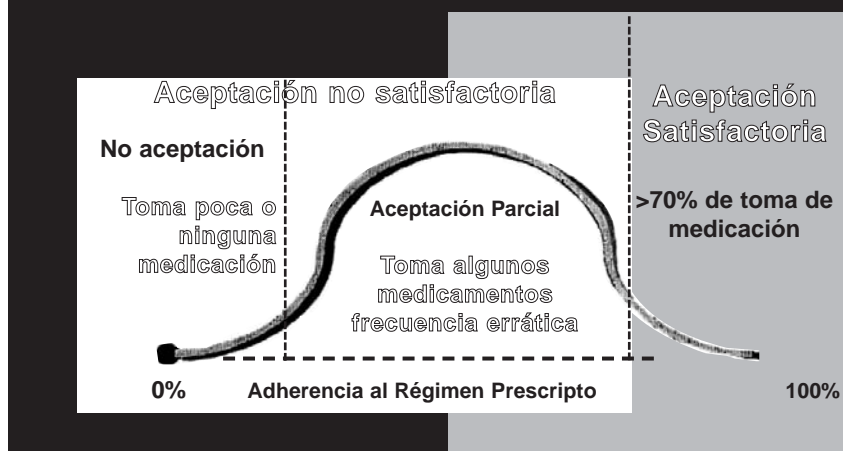 Aceptación no satisfactoria
Aceptación
Satisfactoria
No aceptación
Toma poca o
ninguna
medicación
Aceptación Parcial
Toma algunos
medicamentos
frecuencia errática
>70% de toma de
medicación
0%
Adherencia al Régimen Prescripto
100%